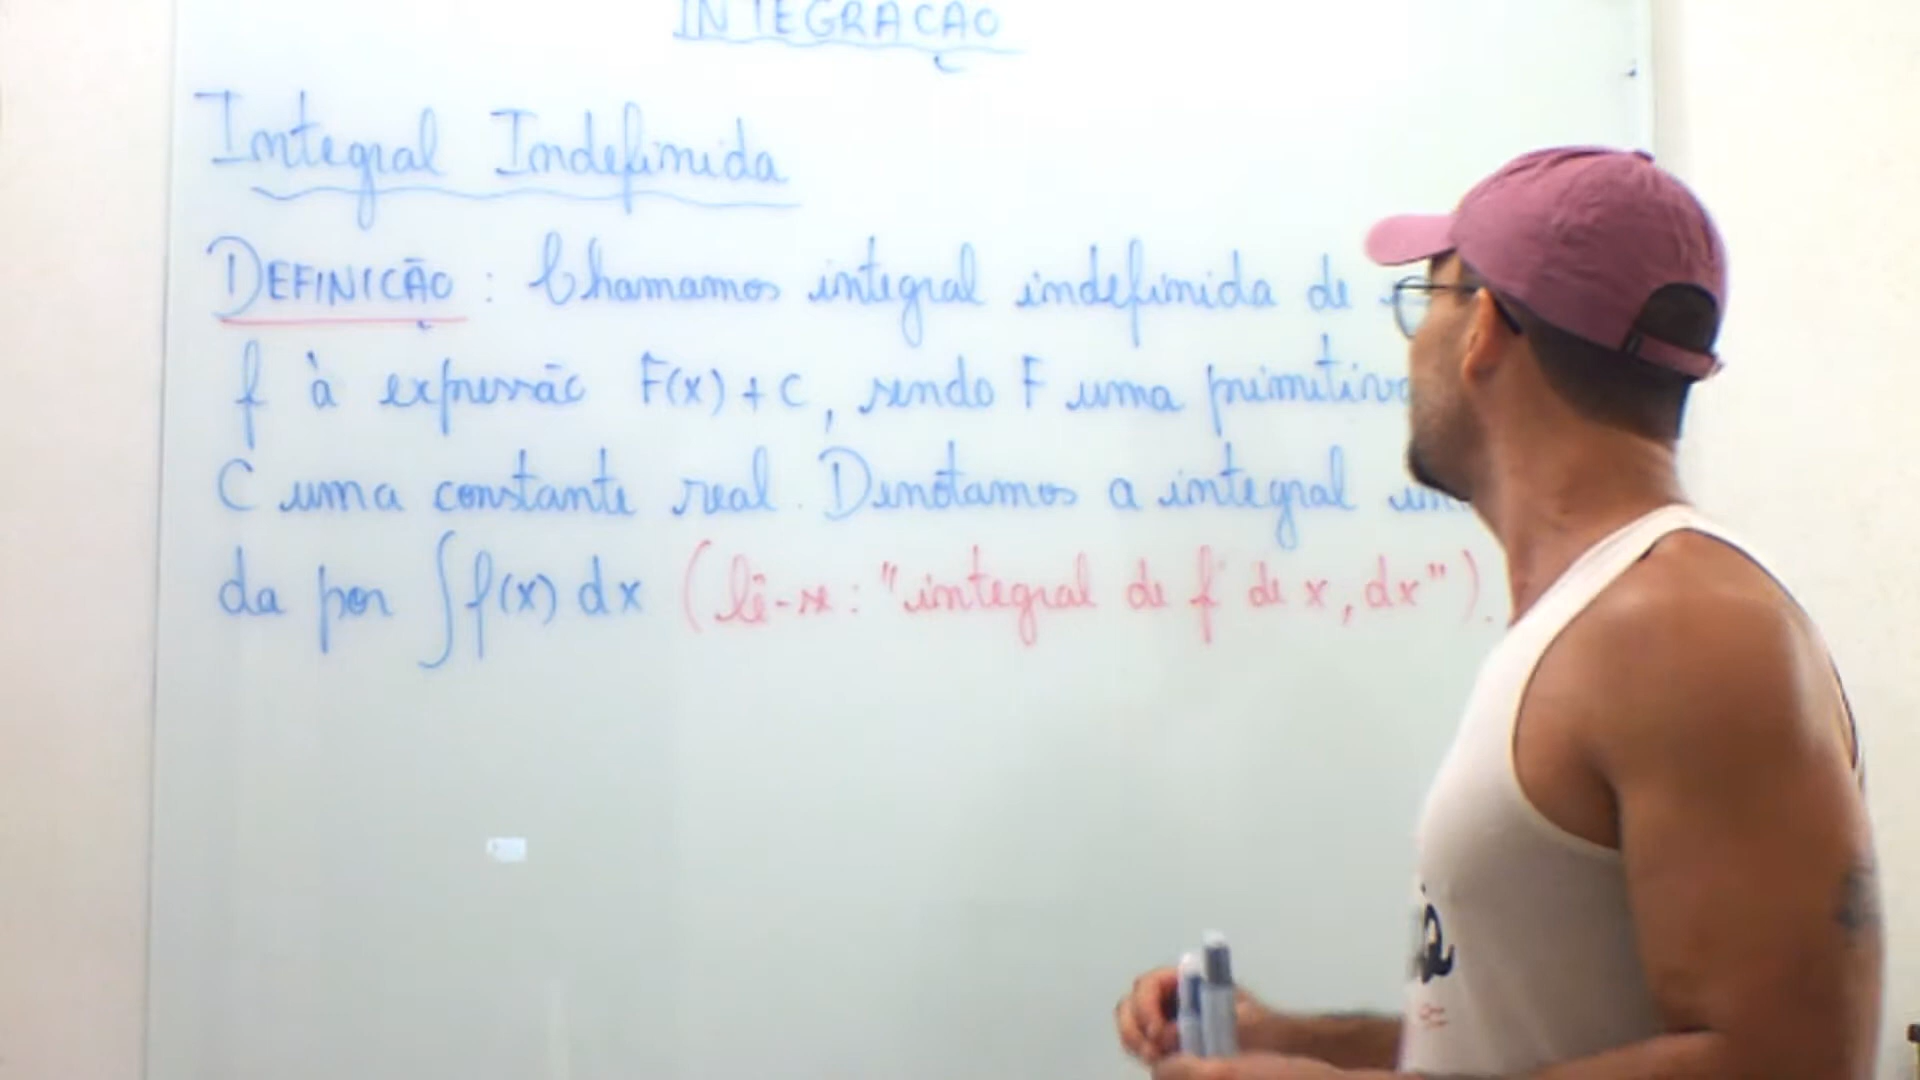 INTEGRAÇÃO
Integral Indefinida
DEFINIÇÃO: Chamamos integral indefinida de
f à expressão F(x) + C, sendo F uma primitiva
C uma constante real. Denotamos a integral
da por ∫f(x) dx (lê-se: "integral de f de x, dx").